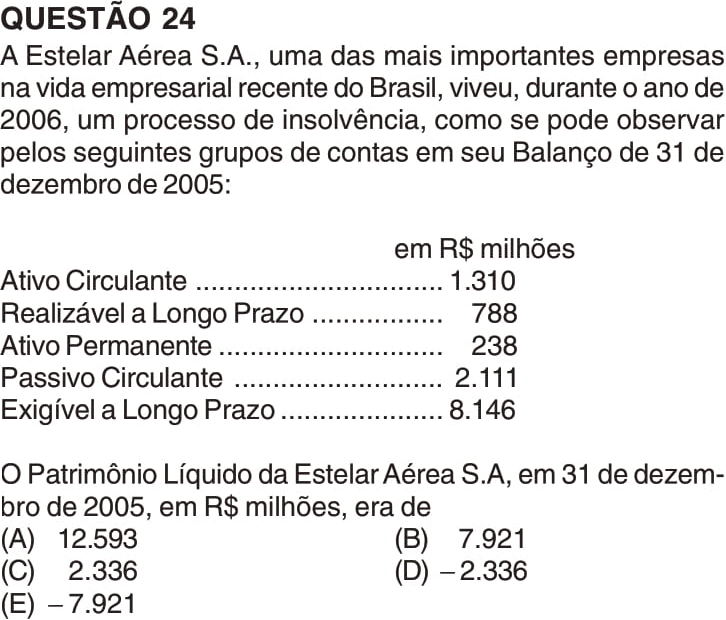 QUESTÃO 24
A Estelar Aérea S.A., uma das mais importantes empresas
na vida empresarial recente do Brasil, viveu, durante o ano de
2006, um processo de insolvência, como se pode observar
pelos seguintes grupos de contas em seu Balanço de 31 de
dezembro de 2005:
em R$ milhões
Ativo Circulante ................................ 1.310
Realizável a Longo Prazo ................. 788
Ativo Permanente ............................. 238
Passivo Circulante ........................... 2.111
Exigível a Longo Prazo ..................... 8.146
O Patrimônio Líquido da Estelar Aérea S.A, em 31 de dezem-
bro de 2005, em R$ milhões, era de
(A) 12.593 (B) 7.921
(C) 2.336 (D) – 2.336
(E) – 7.921